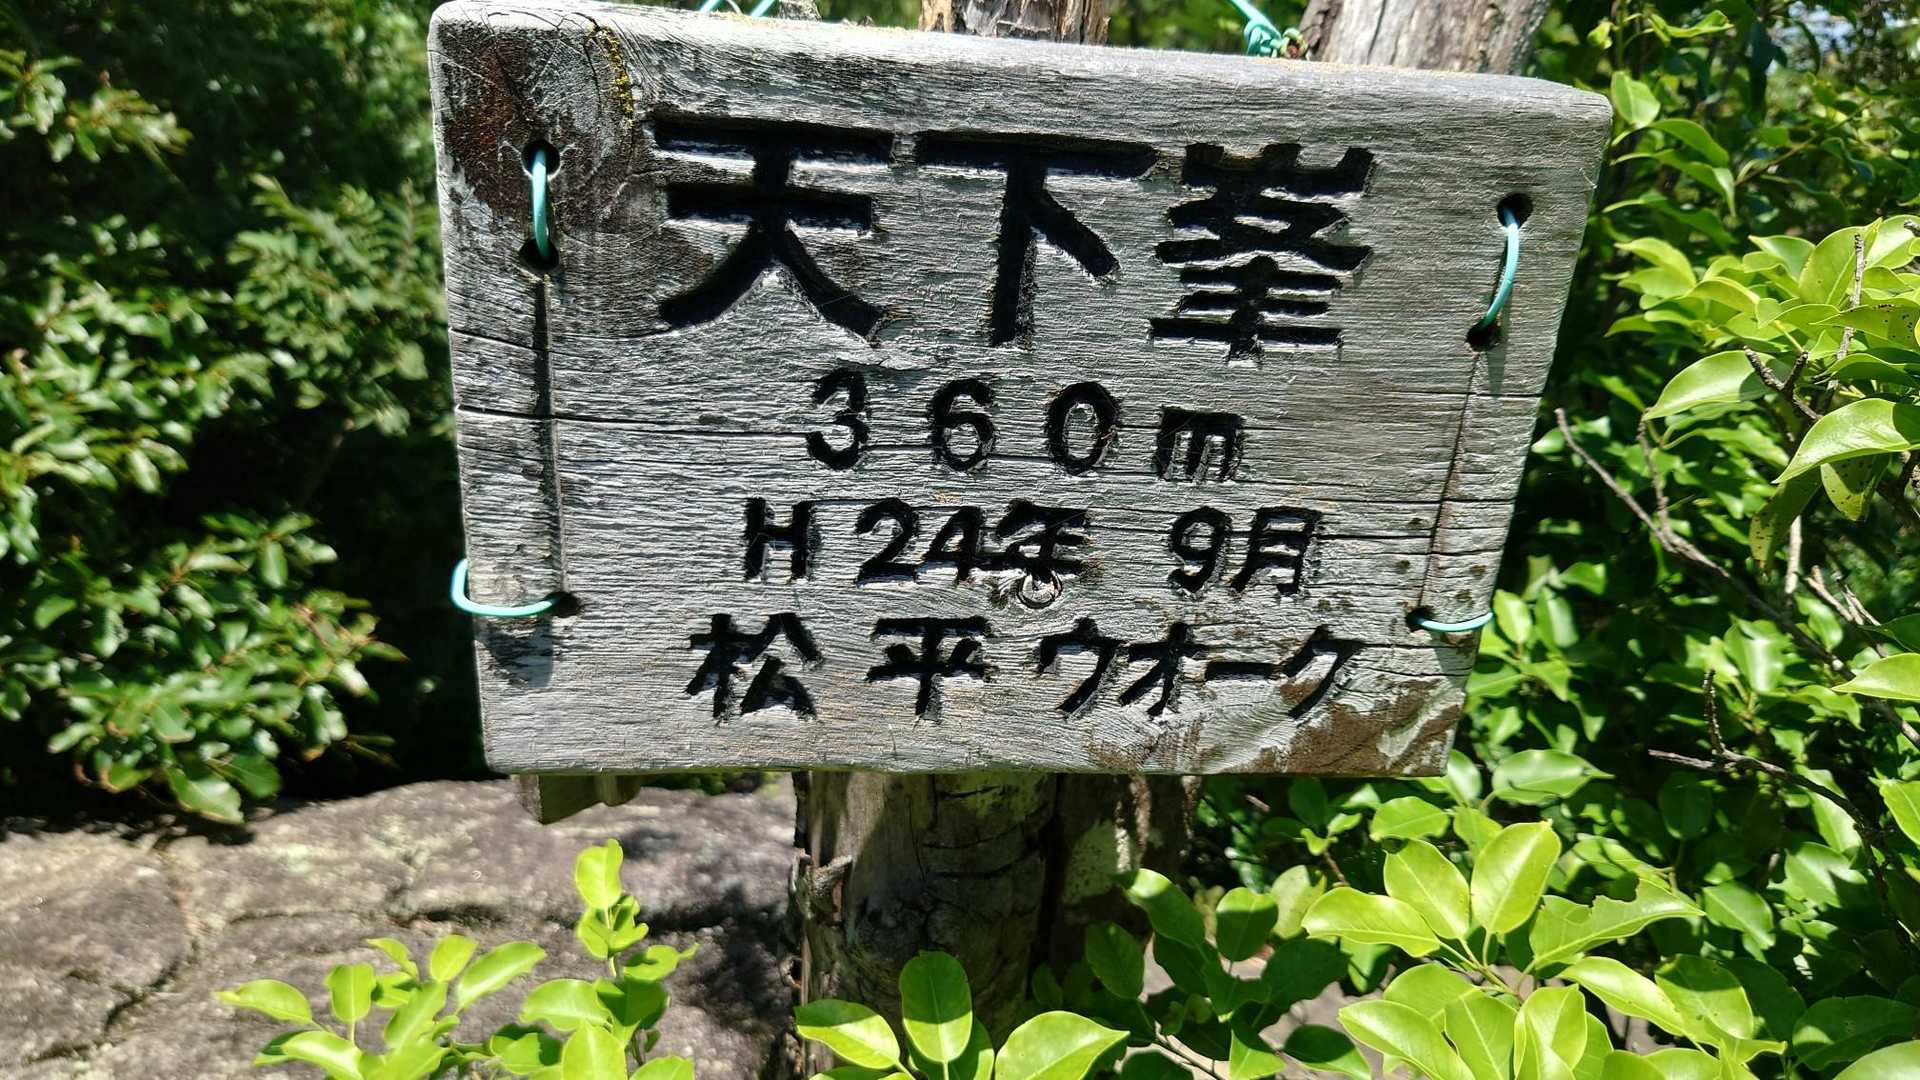 天下峯
360m
H24年 9月
松平ウオーク